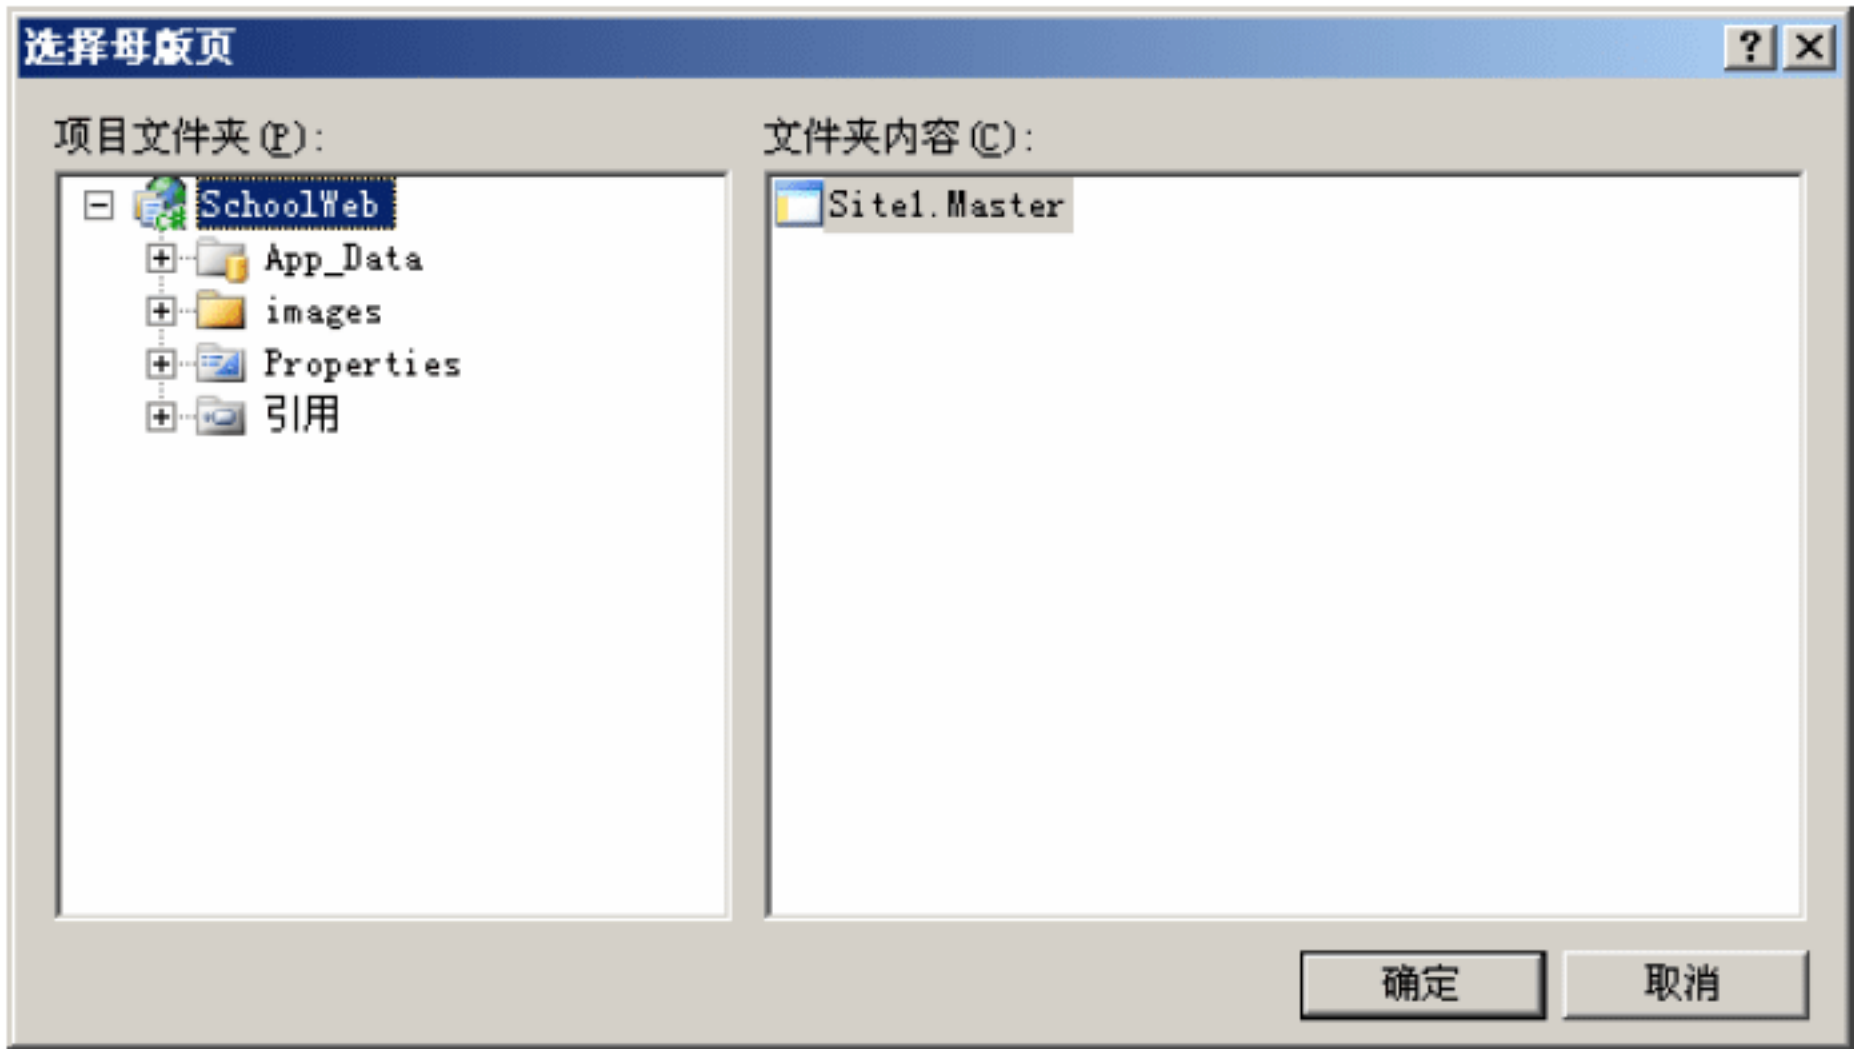 选择母版页
项目文件夹(P):
SchoolWeb
App_Data
images
Properties
引用
文件夹内容(C):
Site1.Master
确定
取消